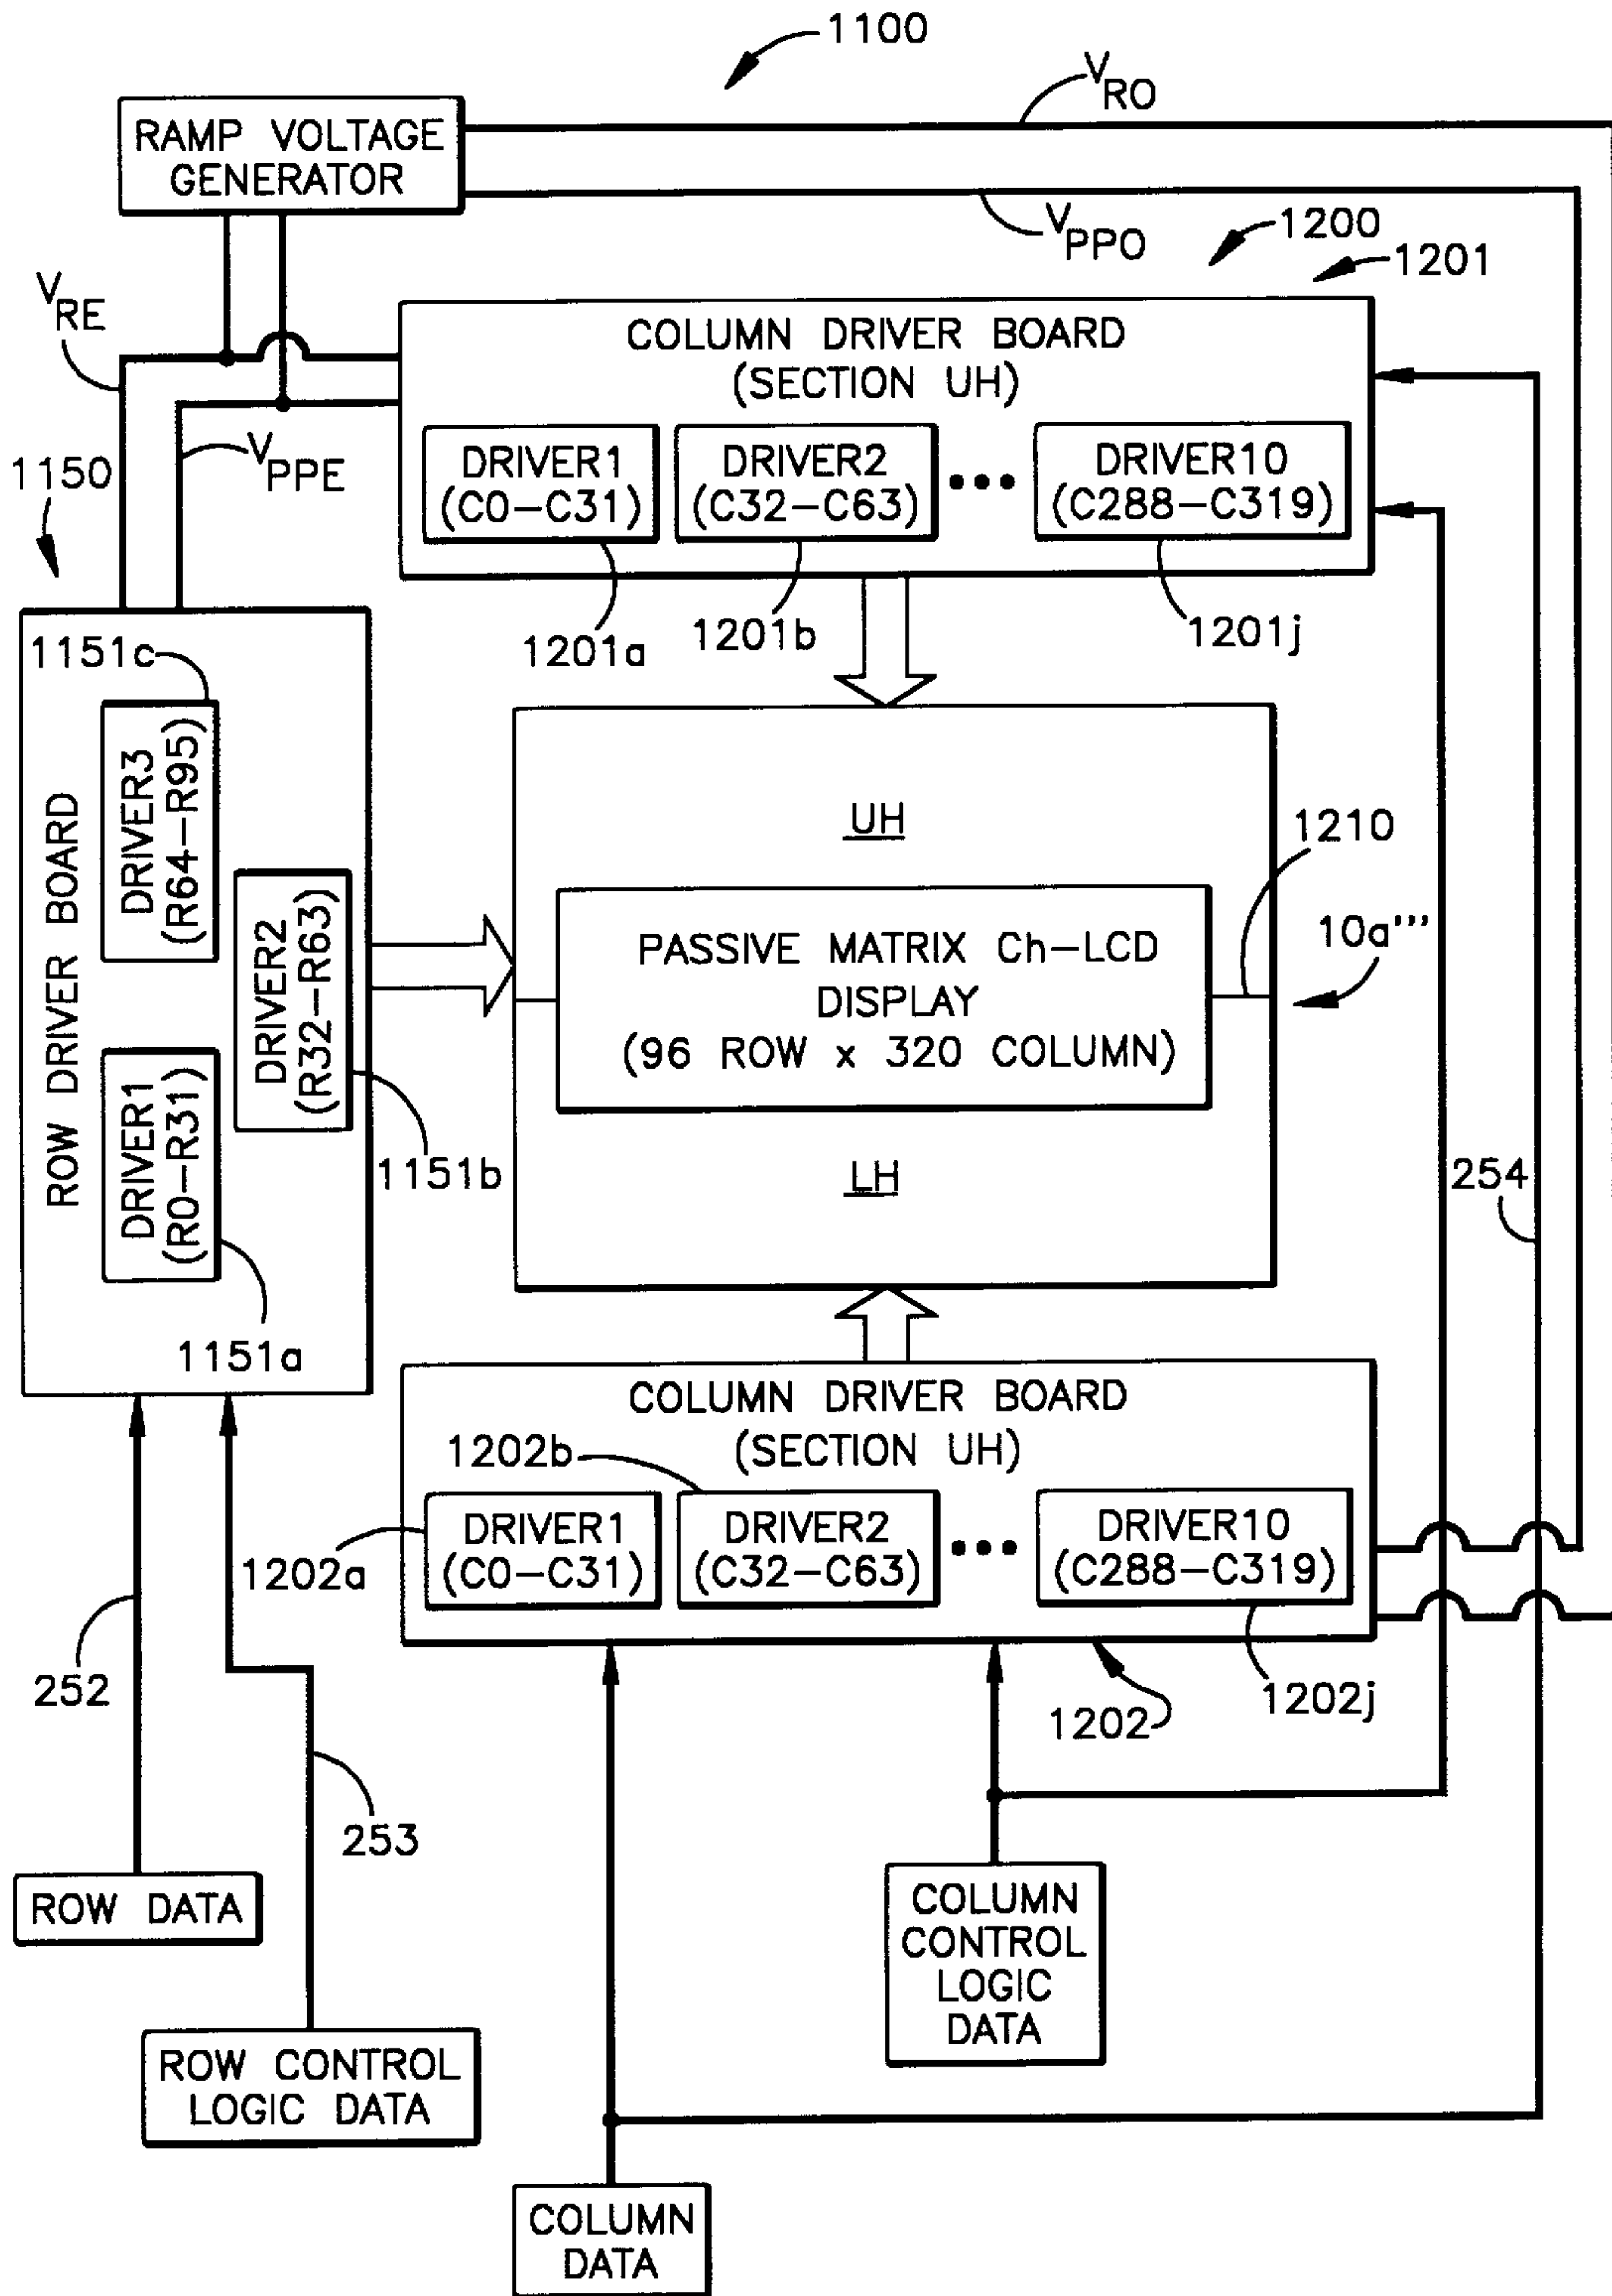 1100
V RO
RAMP VOLTAGE
GENERATOR
V PPO
1200
1201
V RE
COLUMN DRIVER BOARD
(SECTION UH)
V PPE
1150
DRIVER1
(C0-C31)
DRIVER2
(C32-C63)
•••
DRIVER10
(C288-C319)
1201a
1201b
1201j
1151c
ROW DRIVER BOARD
DRIVER3
(R64-R95)
DRIVER2
(R32-R63)
DRIVER1
(R0-R31)
1151b
1151a
UH
1210
PASSIVE MATRIX Ch-LCD
DISPLAY
(96 ROW x 320 COLUMN)
10a'''
LH
254
COLUMN DRIVER BOARD
(SECTION UH)
1202b
DRIVER1
(C0-C31)
DRIVER2
(C32-C63)
•••
DRIVER10
(C288-C319)
1202a
1202j
1202
252
253
ROW DATA
COLUMN
CONTROL
LOGIC
DATA
ROW CONTROL
LOGIC DATA
COLUMN
DATA